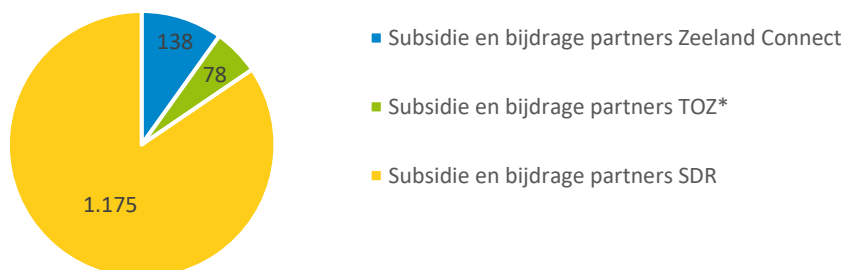 138
Subsidie en bijdrage partners Zeeland Connect
78
Subsidie en bijdrage partners TOZ*
Subsidie en bijdrage partners SDR
1.175